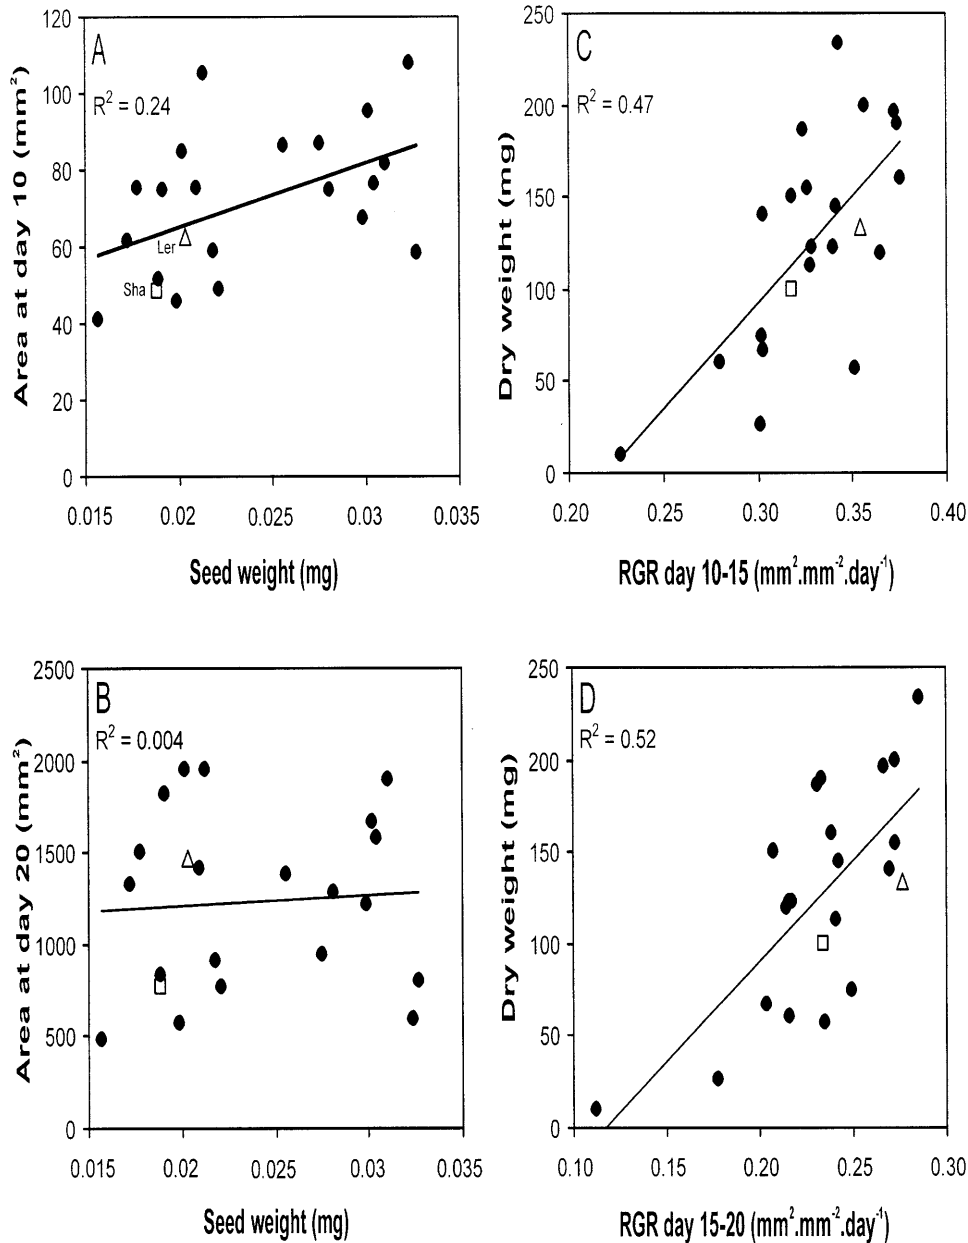 A
R² = 0.24
Area at day 10 (mm²)
120
100
80
60
40
20
0
Ler
Sha
0.015
0.02
0.025
0.03
0.035
Seed weight (mg)
C
R² = 0.47
Dry weight (mg)
250
200
150
100
50
0
0.20
0.25
0.30
0.35
0.40
RGR day 10-15 (mm².mm⁻².day⁻¹)
B
R² = 0.004
Area at day 20 (mm²)
2500
2000
1500
1000
500
0
0.015
0.02
0.025
0.03
0.035
Seed weight (mg)
D
R² = 0.52
Dry weight (mg)
250
200
150
100
50
0
0.10
0.20
0.25
0.30
RGR day 15-20 (mm².mm⁻².day⁻¹)